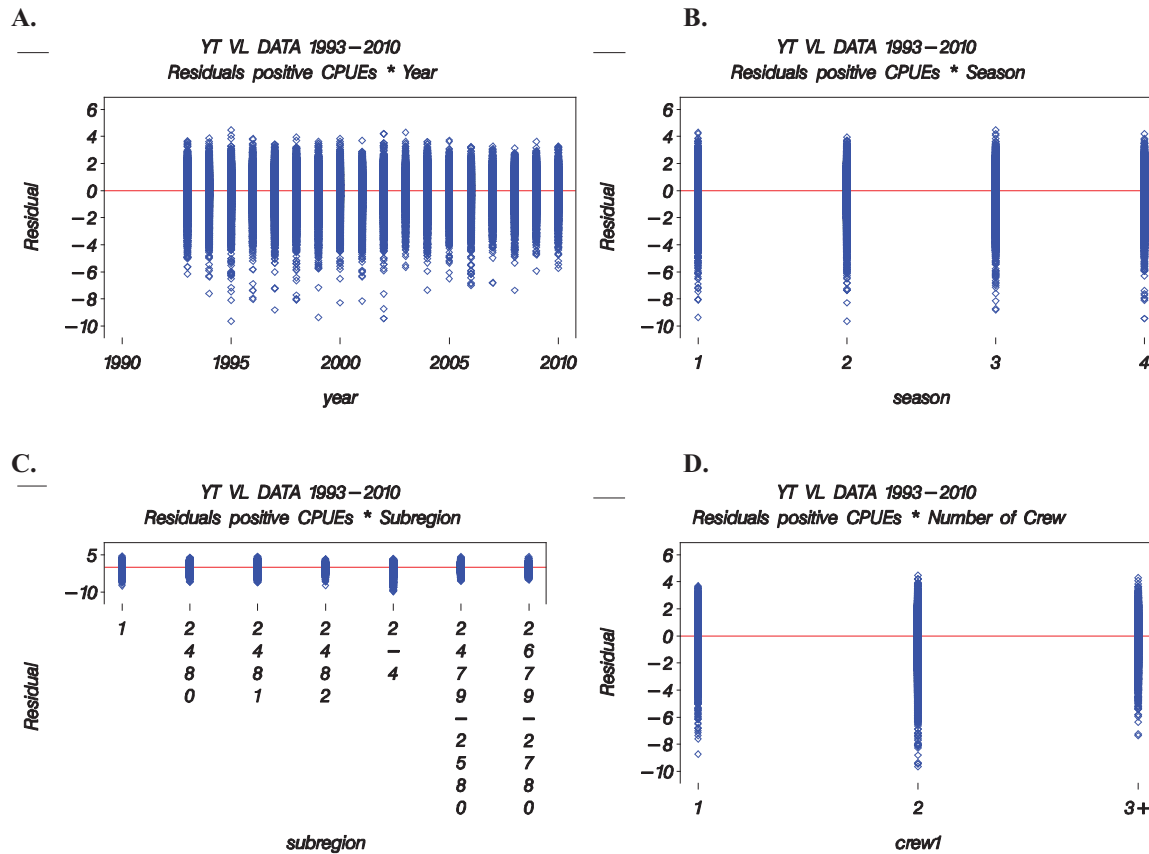 A.
YT VL DATA 1993−2010
Residuals positive CPUEs * Year
6
4
2
0
−2
−4
−6
−8
−10
Residual
1990 1995 2000 2005 2010
year
B.
YT VL DATA 1993−2010
Residuals positive CPUEs * Season
6
4
2
0
−2
−4
−6
−8
−10
Residual
1 2 3 4
season
C.
YT VL DATA 1993−2010
Residuals positive CPUEs * Subregion
5
−10
Residual
1 2 2 2 2 2 2
4 4 4 − 4 6
8 8 8 4 7 7
0 1 2 9 9
− −
2 2
5 7
8 8
0 0
subregion
D.
YT VL DATA 1993−2010
Residuals positive CPUEs * Number of Crew
6
4
2
0
−2
−4
−6
−8
−10
Residual
1 2 3+
crew1